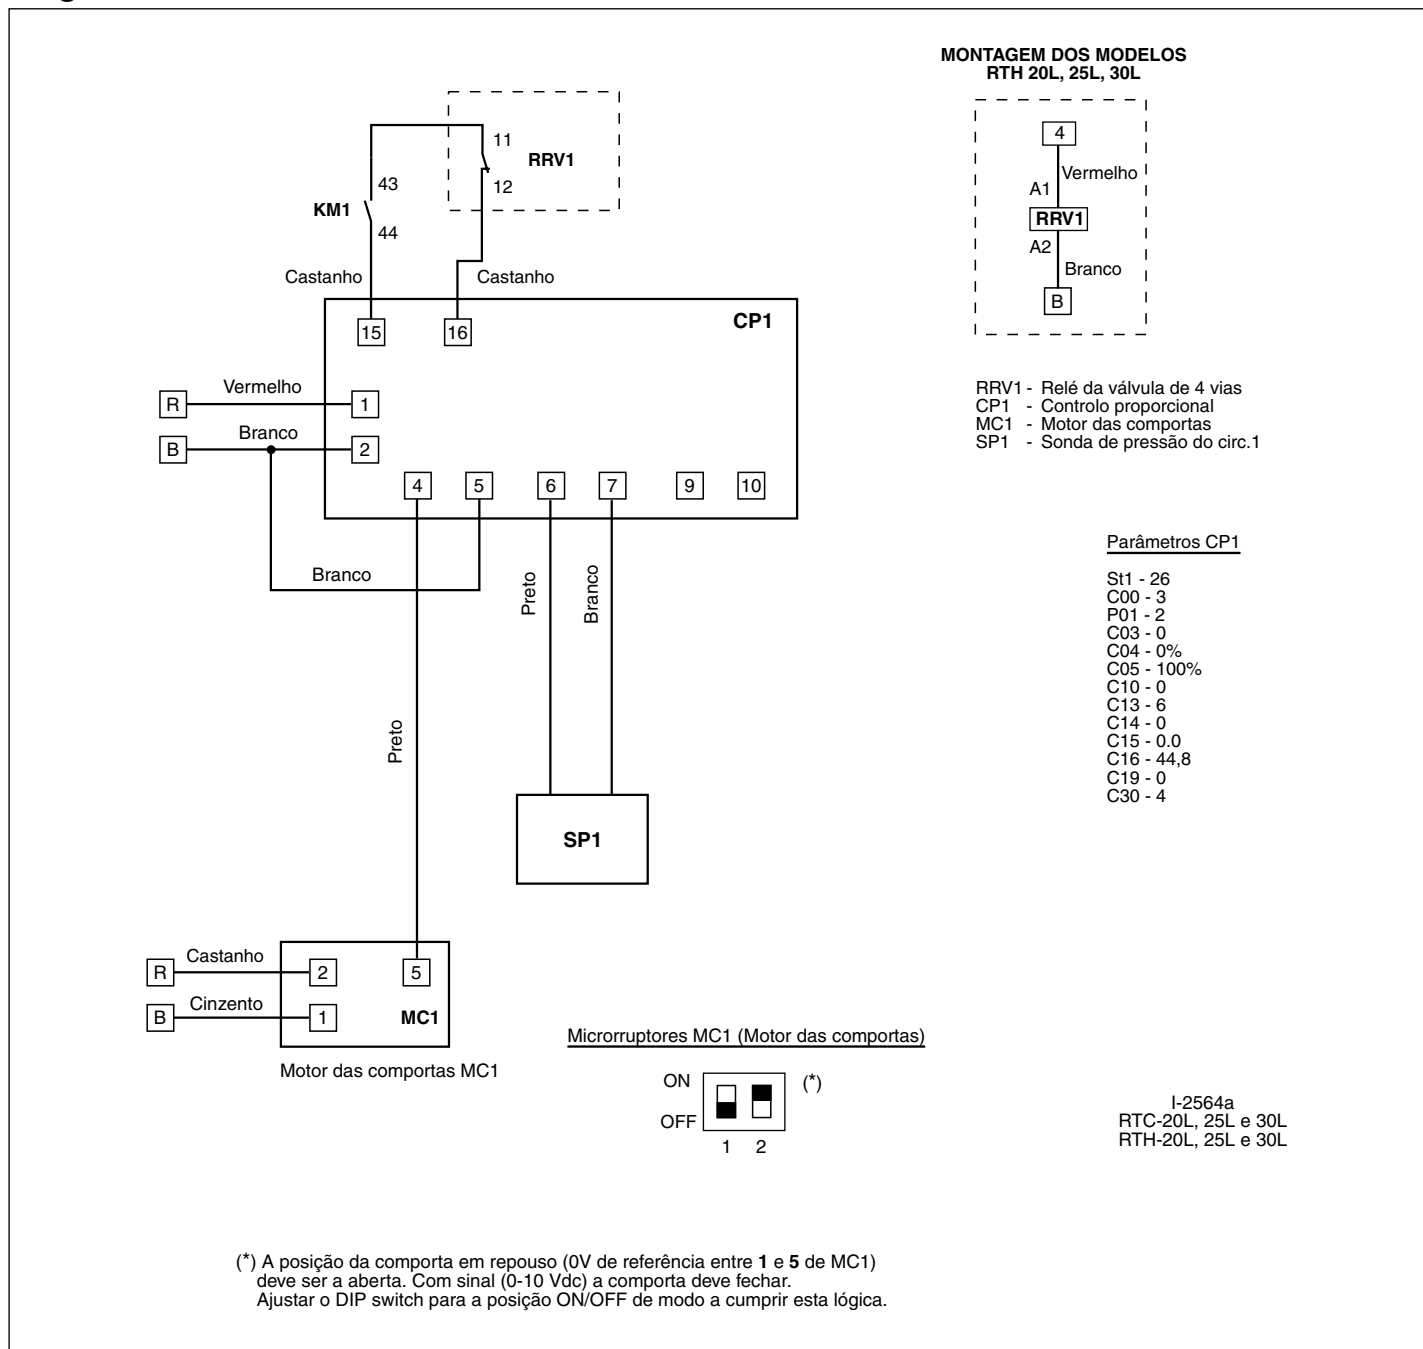 MONTAGEM DOS MODELOS
RTH 20L, 25L, 30L
11
RRV1
12
43
KM1
44
Castanho
Castanho
4
Vermelho
A1
RRV1
A2
Branco
B
15
16
CP1
R
Vermelho
1
B
Branco
2
4
5
6
7
9
10
RRV1 - Relé da válvula de 4 vias
CP1 - Controlo proporcional
MC1 - Motor das comportas
SP1 - Sonda de pressão do circ.1
Branco
Preto
Branco
Preto
SP1
Parâmetros CP1
St1 - 26
C00 - 3
P01 - 2
C03 - 0
C04 - 0%
C05 - 100%
C10 - 0
C13 - 6
C14 - 0
C15 - 0.0
C16 - 44,8
C19 - 0
C30 - 4
R
Castanho
2
5
B
Cinzento
1
MC1
Motor das comportas MC1
Microrruptores MC1 (Motor das comportas)
ON
(*)
OFF
1 2
I-2564a
RTC-20L, 25L e 30L
RTH-20L, 25L e 30L
(*) A posição da comporta em repouso (0V de referência entre 1 e 5 de MC1)
deve ser a aberta. Com sinal (0-10 Vdc) a comporta deve fechar.
Ajustar o DIP switch para a posição ON/OFF de modo a cumprir esta lógica.